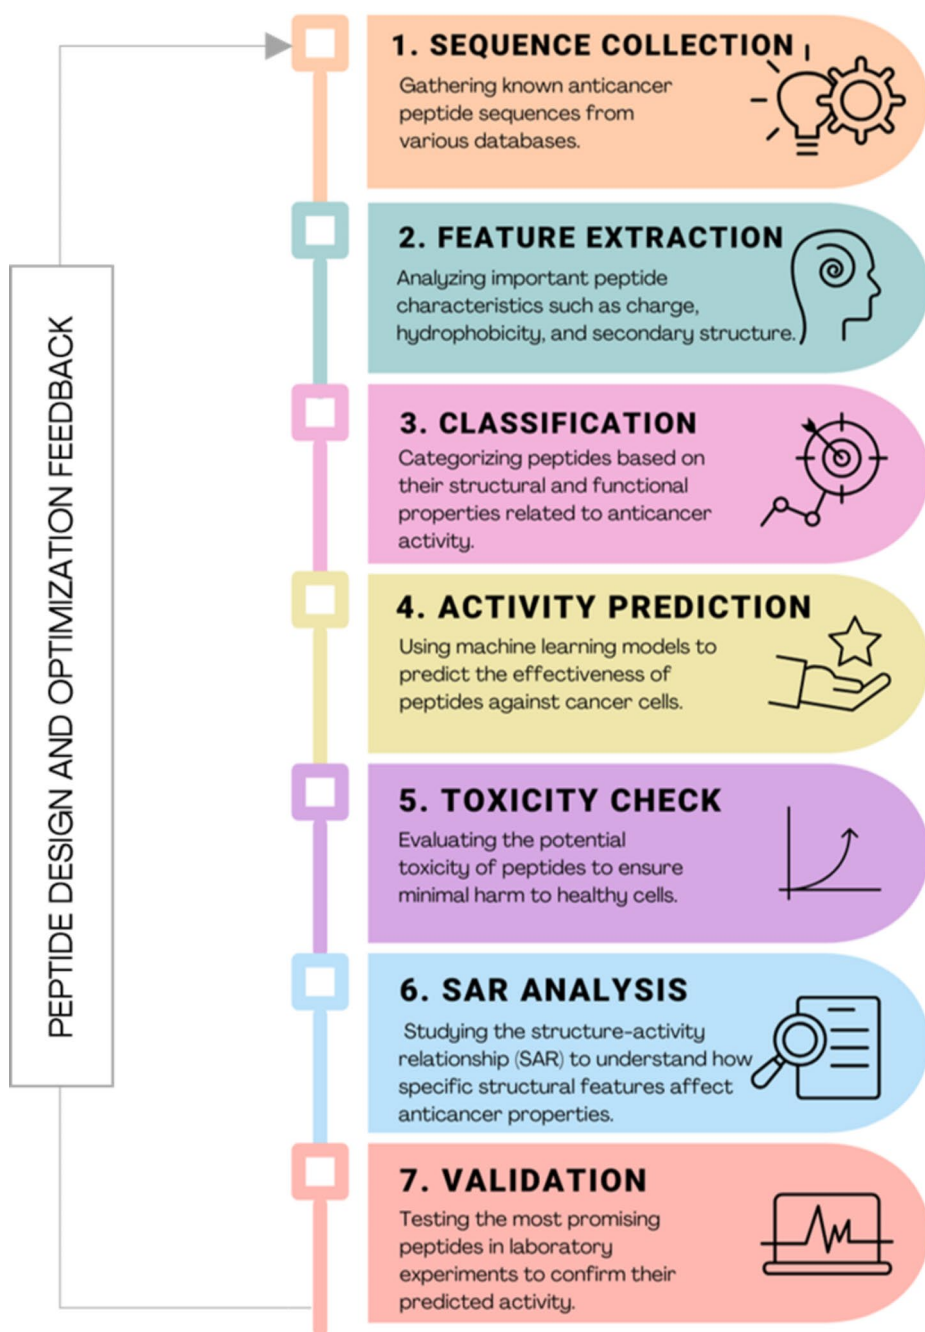 PEPTIDE DESIGN AND OPTIMIZATION FEEDBACK
1. SEQUENCE COLLECTION
Gathering known anticancer
peptide sequences from
various databases.
2. FEATURE EXTRACTION
Analyzing important peptide
characteristics such as charge,
hydrophobicity, and secondary structure.
3. CLASSIFICATION
Categorizing peptides based on
their structural and functional
properties related to anticancer
activity.
4. ACTIVITY PREDICTION
Using machine learning models to
predict the effectiveness of
peptides against cancer cells.
5. TOXICITY CHECK
Evaluating the potential
toxicity of peptides to ensure
minimal harm to healthy cells.
6. SAR ANALYSIS
Studying the structure-activity
relationship (SAR) to understand how
specific structural features affect
anticancer properties.
7. VALIDATION
Testing the most promising
peptides in laboratory
experiments to confirm their
predicted activity.